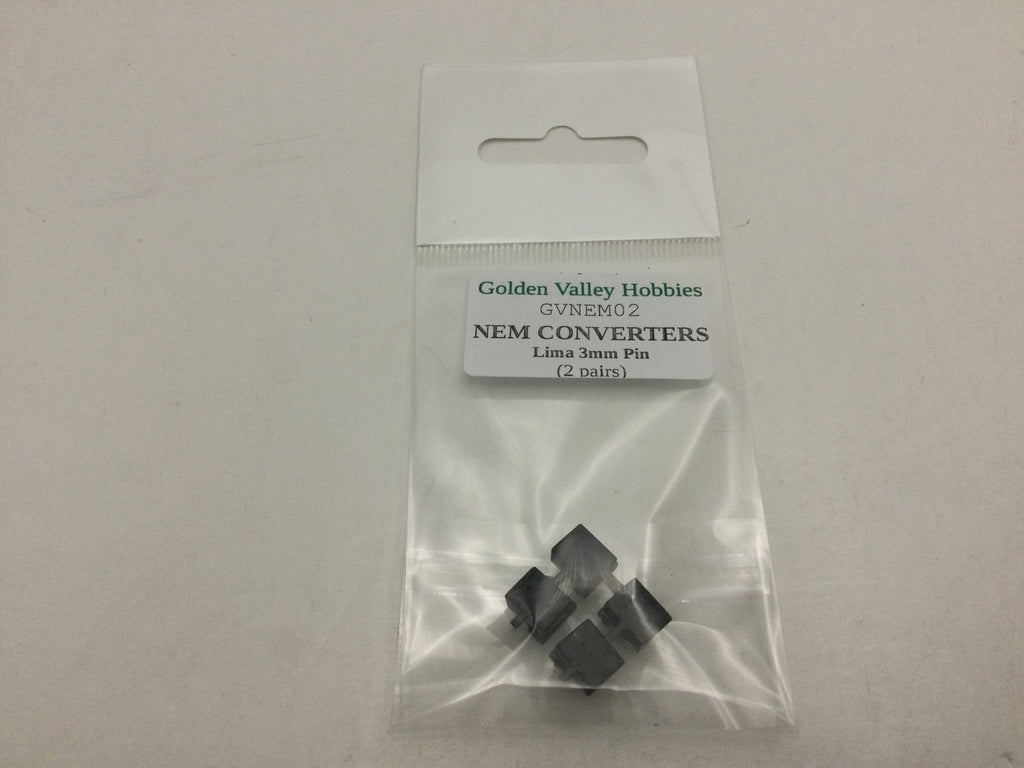 Golden Valley Hobbies
GVNEM02
NEM CONVERTERS
Lima 3mm Pin
(2 pairs)